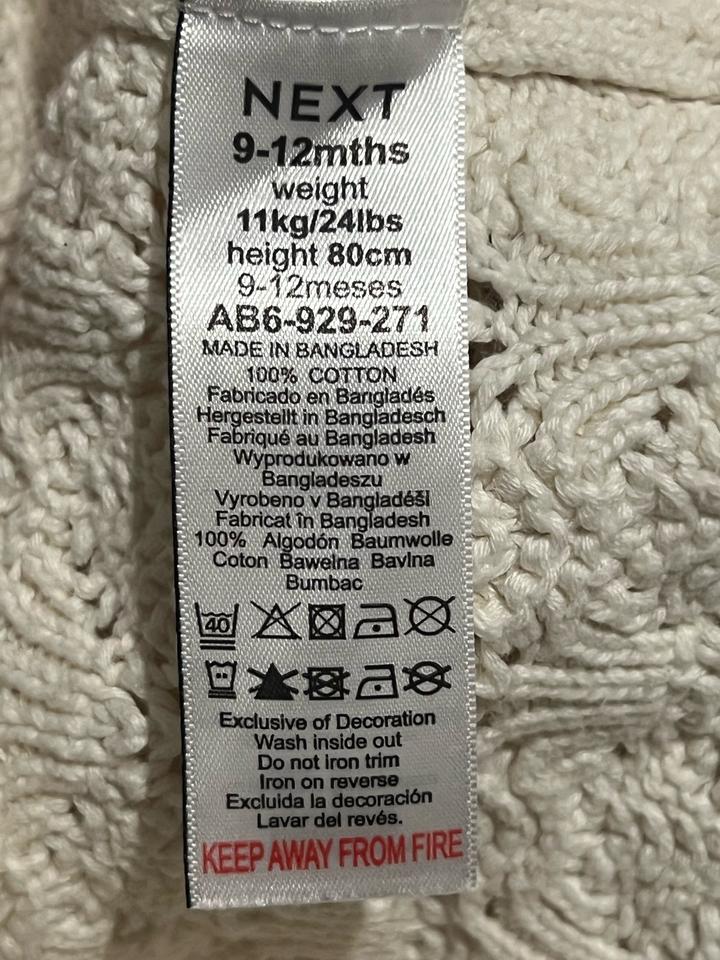 NEXT
9-12mths
weight
11kg/24lbs
height 80cm
9-12meses
AB6-929-271
MADE IN BANGLADESH
100% COTTON
Fabricado en Bangladés
Hergestellt in Bangladesch
Fabriqué au Bangladesh
Wyprodukowano w
Bangladeszu
Vyrobeno v Bangladéši
Fabricat în Bangladesh
100% Algodón Baumwolle
Coton Bawełna Bavlna
Bumbac
40
Exclusive of Decoration
Wash inside out
Do not iron trim
Iron on reverse
Excluida la decoración
Lavar del revés.
KEEP AWAY FROM FIRE